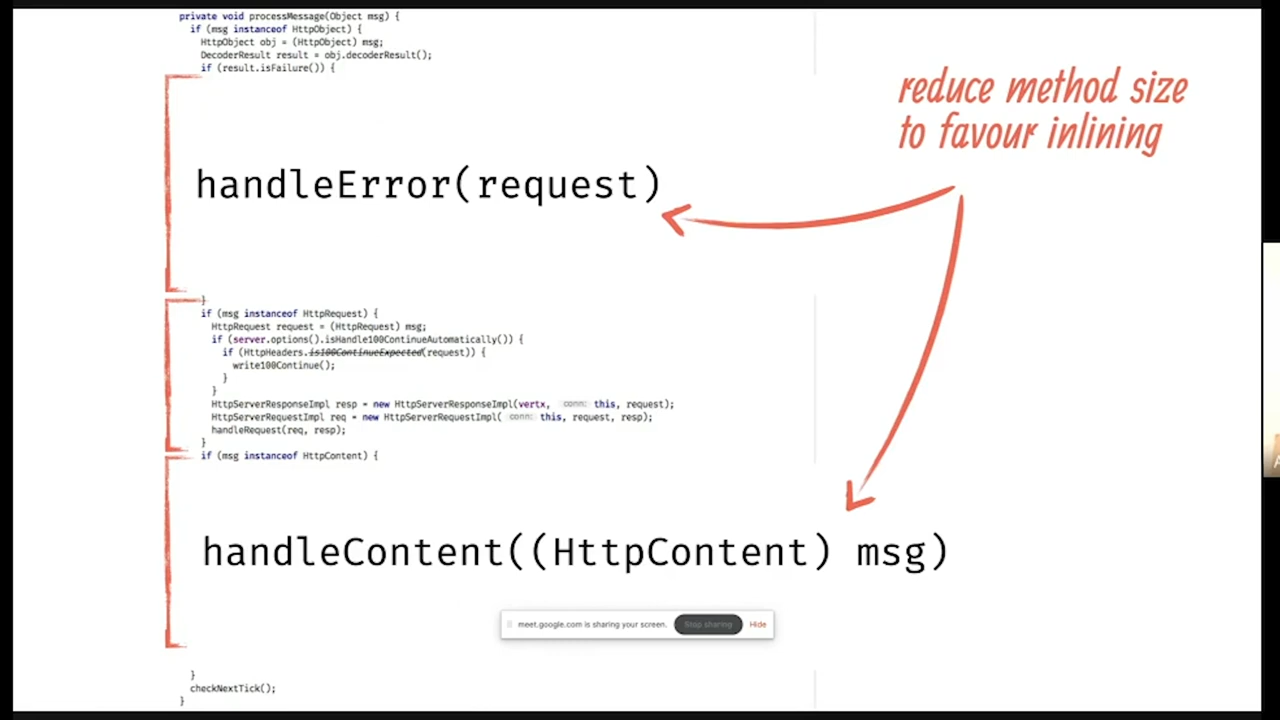 private void processMessage(Object msg) {
if (msg instanceof HttpObject) {
HttpObject obj = (HttpObject) msg;
DecoderResult result = obj.decoderResult();
if (result.isFailure()) {
reduce method size
to favour inlining
handleError(request)
}
if (msg instanceof HttpRequest) {
HttpRequest request = (HttpRequest) msg;
if (server.options().isHandle100ContinueAutomatically()) {
if (HttpHeaders.is100ContinueExpected(request)) {
write100Continue();
}
}
HttpServerResponseImpl resp = new HttpServerResponseImpl(vertx, conn: this, request);
HttpServerRequestImpl req = new HttpServerRequestImpl( conn: this, request, resp);
handleRequest(req, resp);
}
if (msg instanceof HttpContent) {
handleContent((HttpContent) msg)
meet.google.com is sharing your screen. Stop sharing Hide
}
checkNextTick();
}